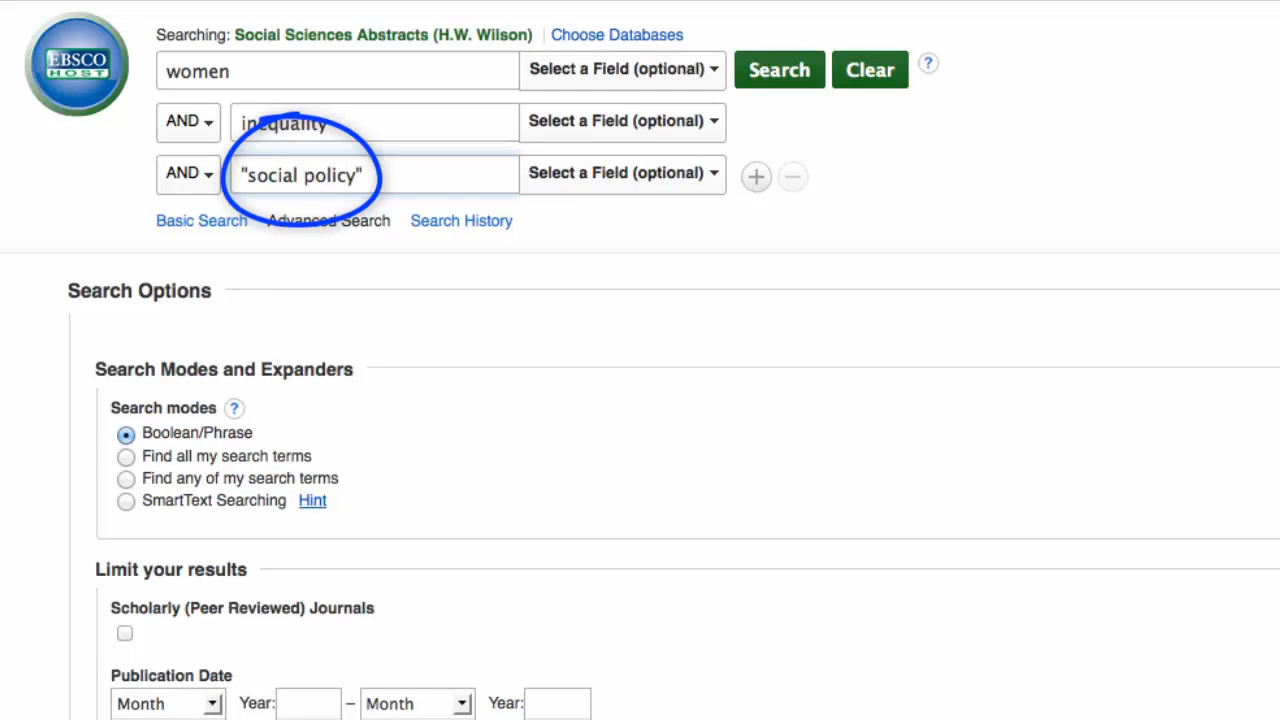 Searching: Social Sciences Abstracts (H.W. Wilson) | Choose Databases
EBSCO
HOST
women Select a Field (optional) Search Clear ?
AND inequality Select a Field (optional)
AND "social policy" Select a Field (optional)
Basic Search Advanced Search Search History
Search Options
Search Modes and Expanders
Search modes ?
Boolean/Phrase
Find all my search terms
Find any of my search terms
SmartText Searching Hint
Limit your results
Scholarly (Peer Reviewed) Journals
Publication Date
Month Year: – Month Year: